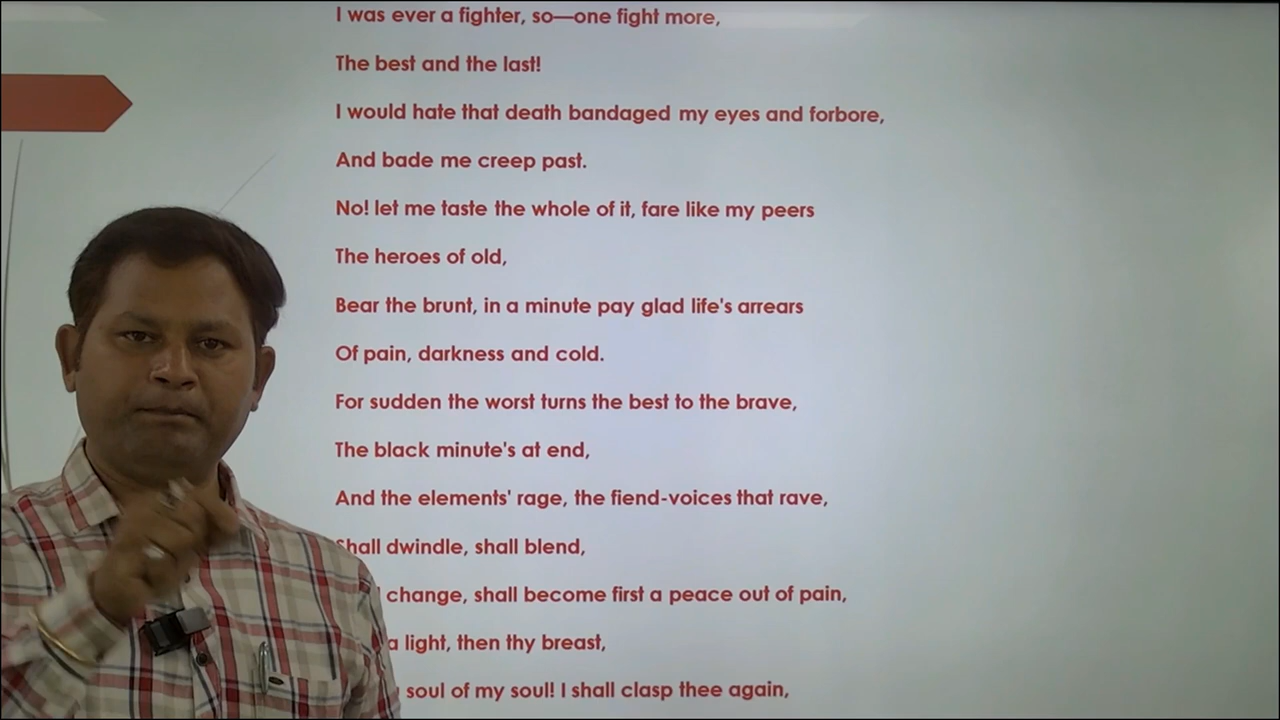 I was ever a fighter, so—one fight more,
The best and the last!
I would hate that death bandaged my eyes and forbore,
And bade me creep past.
No! let me taste the whole of it, fare like my peers
The heroes of old,
Bear the brunt, in a minute pay glad life's arrears
Of pain, darkness and cold.
For sudden the worst turns the best to the brave,
The black minute's at end,
And the elements' rage, the fiend-voices that rave,
Shall dwindle, shall blend,
change, shall become first a peace out of pain,
a light, then thy breast,
soul of my soul! I shall clasp thee again,